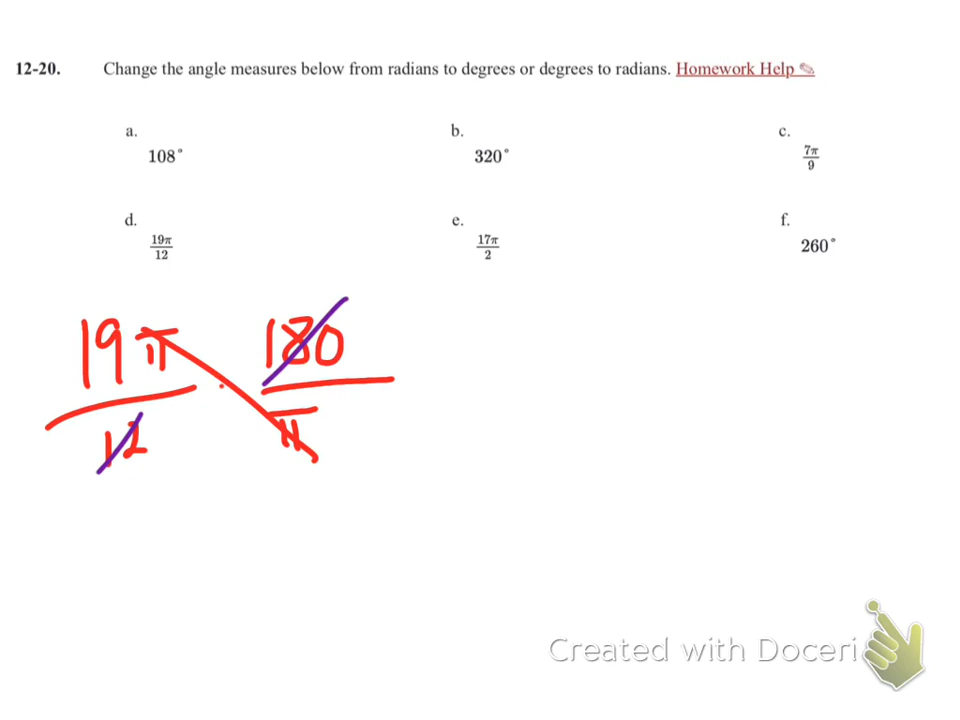 12-20. Change the angle measures below from radians to degrees or degrees to radians. Homework Help ✎
a. b. c.
108° 320° 7π/9
d. e. f.
19π/12 17π/2 260°
19π/12 · 180/π
Created with Doceri